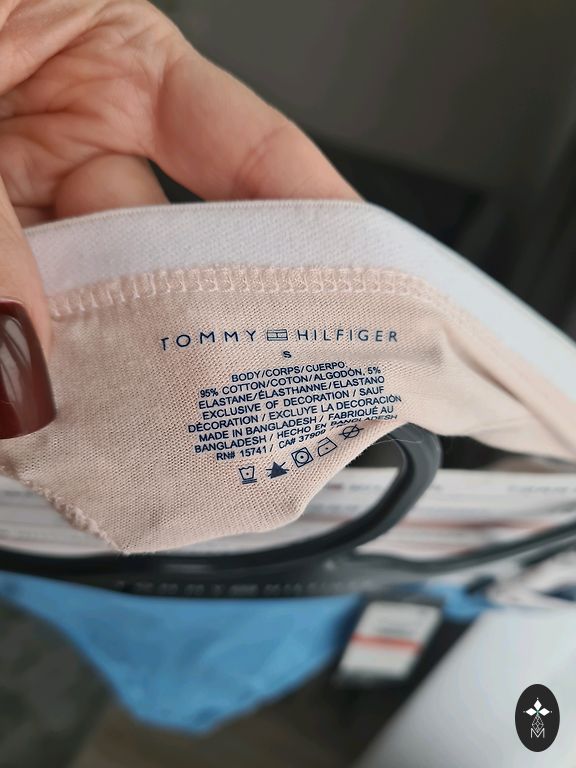 TOMMY HILFIGER
S
BODY/CORPS/CUERPO:
95% COTTON/COTON/ALGODÓN, 5%
ELASTANE/ÉLASTHANNE/ELASTANO
EXCLUSIVE OF DECORATION / SAUF
DÉCORATION / EXCLUYE LA DECORACIÓN
MADE IN BANGLADESH / FABRIQUÉ AU
BANGLADESH / HECHO EN BANGLADESH
RN# 15741 / CA# 37909
M